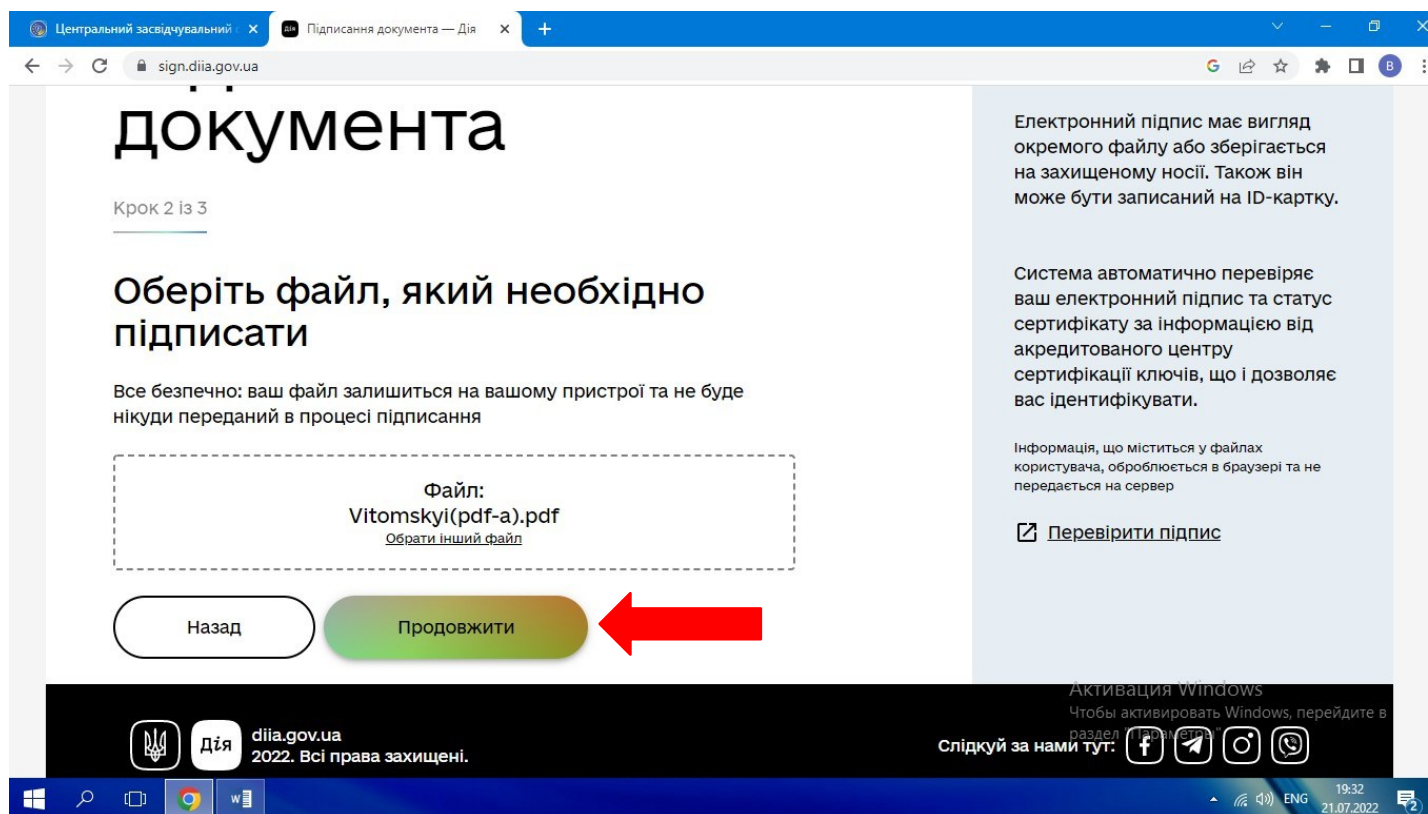 Центральний засвідчувальний
Підписання документа — Дія
sign.diia.gov.ua
B
документа
Крок 2 із 3
Оберіть файл, який необхідно
підписати
Все безпечно: ваш файл залишиться на вашому пристрої та не буде
нікуди переданий в процесі підписання
Файл:
Vitomskyi(pdf-a).pdf
Обрати інший файл
Назад
Продовжити
Електронний підпис має вигляд
окремого файлу або зберігається
на захищеному носії. Також він
може бути записаний на ID-картку.
Система автоматично перевіряє
ваш електронний підпис та статус
сертифікату за інформацією від
акредитованого центру
сертифікації ключів, що і дозволяє
вас ідентифікувати.
Інформація, що міститься у файлах
користувача, оброблюється в браузері та не
передається на сервер
Перевірити підпис
Активация Windows
Чтобы активировать Windows, перейдите в
раздел "Параметры"
Дія
diia.gov.ua
2022. Всі права захищені.
Слідкуй за нами тут:
ENG
19:32
21.07.2022
2